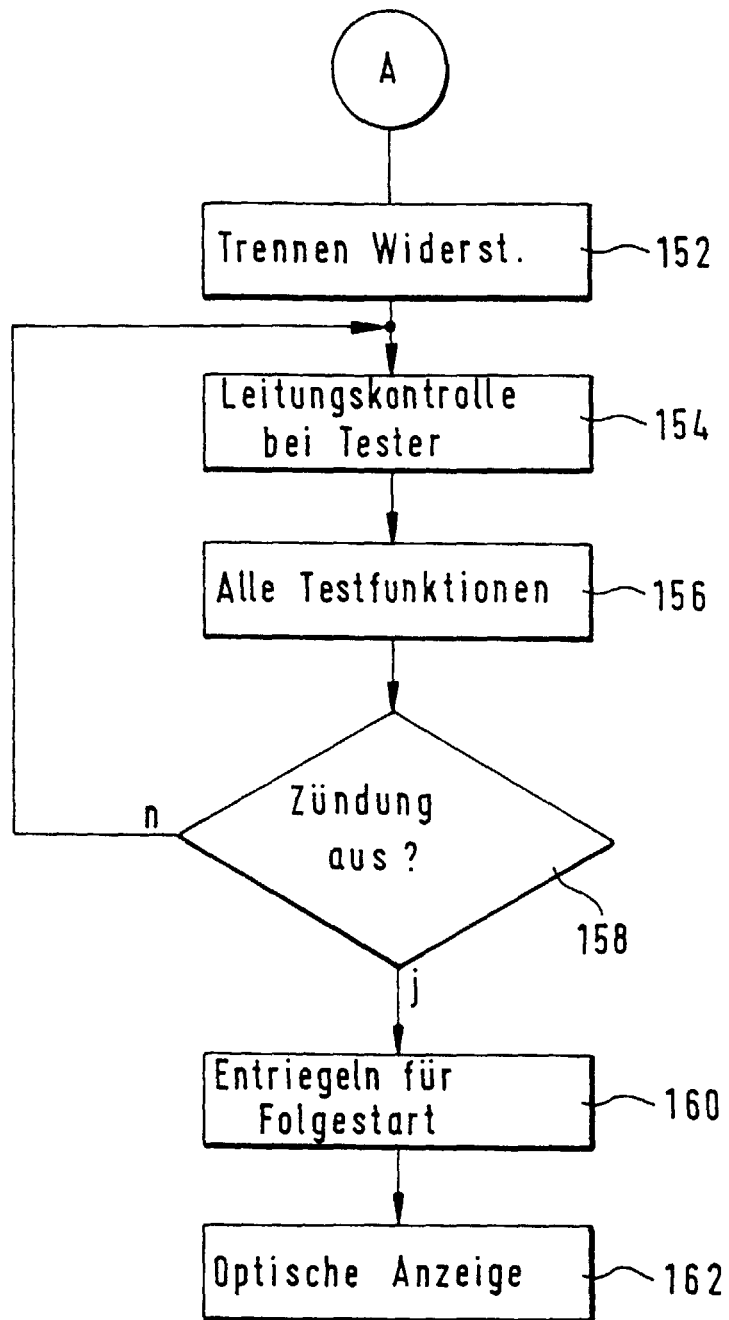 A
Trennen Widerst.
152
Leitungskontrolle
bei Tester
154
Alle Testfunktionen
156
Zündung
aus ?
n
158
j
Entriegeln für
Folgestart
160
Optische Anzeige
162